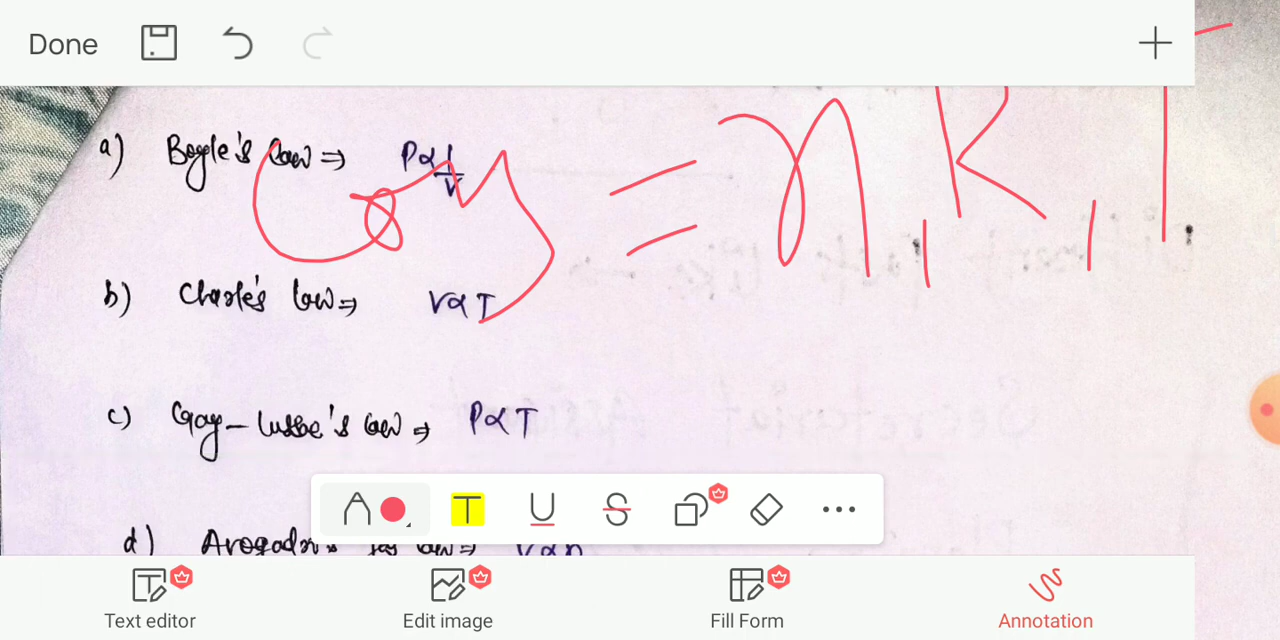 Done
a) Boyle's law ⇒ P∝1/V
= n, R, T
b) Charle's law ⇒ V∝T
c) Gay-Lussac's law ⇒ P∝T
d) Avogadro's law ⇒ V∝n
T U S
Text editor Edit image Fill Form Annotation